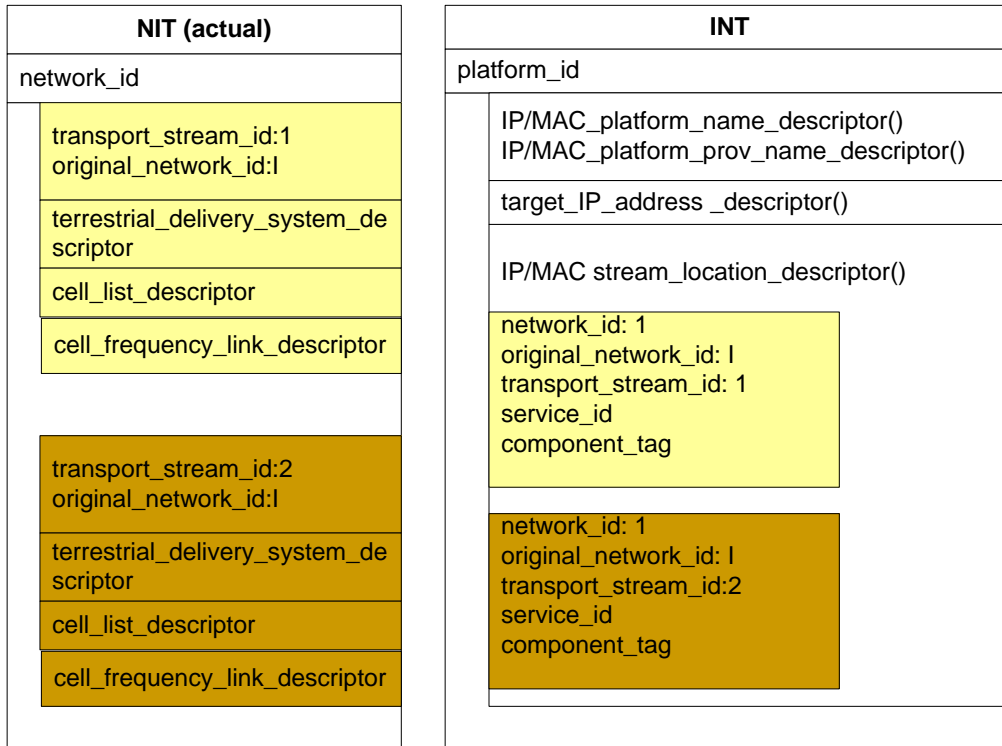 NIT (actual)
network_id
transport_stream_id:1
original_network_id:I
terrestrial_delivery_system_de
scriptor
cell_list_descriptor
cell_frequency_link_descriptor
transport_stream_id:2
original_network_id:I
terrestrial_delivery_system_de
scriptor
cell_list_descriptor
cell_frequency_link_descriptor
INT
platform_id
IP/MAC_platform_name_descriptor()
IP/MAC_platform_prov_name_descriptor()
target_IP_address _descriptor()
IP/MAC stream_location_descriptor()
network_id: 1
original_network_id: I
transport_stream_id: 1
service_id
component_tag
network_id: 1
original_network_id: I
transport_stream_id:2
service_id
component_tag